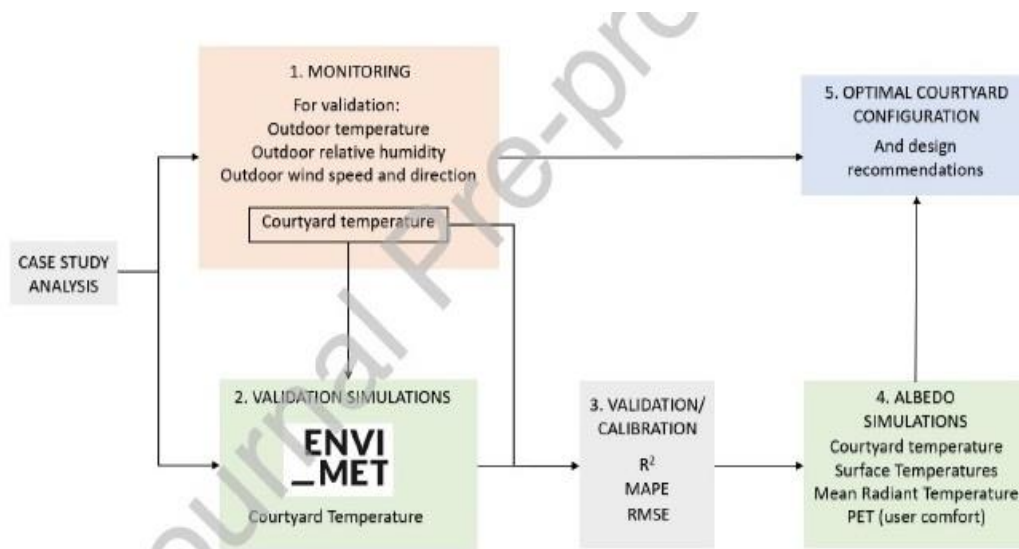 Journal Pre-pro
1. MONITORING
For validation:
Outdoor temperature
Outdoor relative humidity
Outdoor wind speed and direction
Courtyard temperature
CASE STUDY
ANALYSIS
2. VALIDATION SIMULATIONS
ENVI
_MET
Courtyard Temperature
3. VALIDATION/
CALIBRATION
R²
MAPE
RMSE
4. ALBEDO
SIMULATIONS
Courtyard temperature
Surface Temperatures
Mean Radiant Temperature
PET (user comfort)
5. OPTIMAL COURTYARD
CONFIGURATION
And design
recommendations